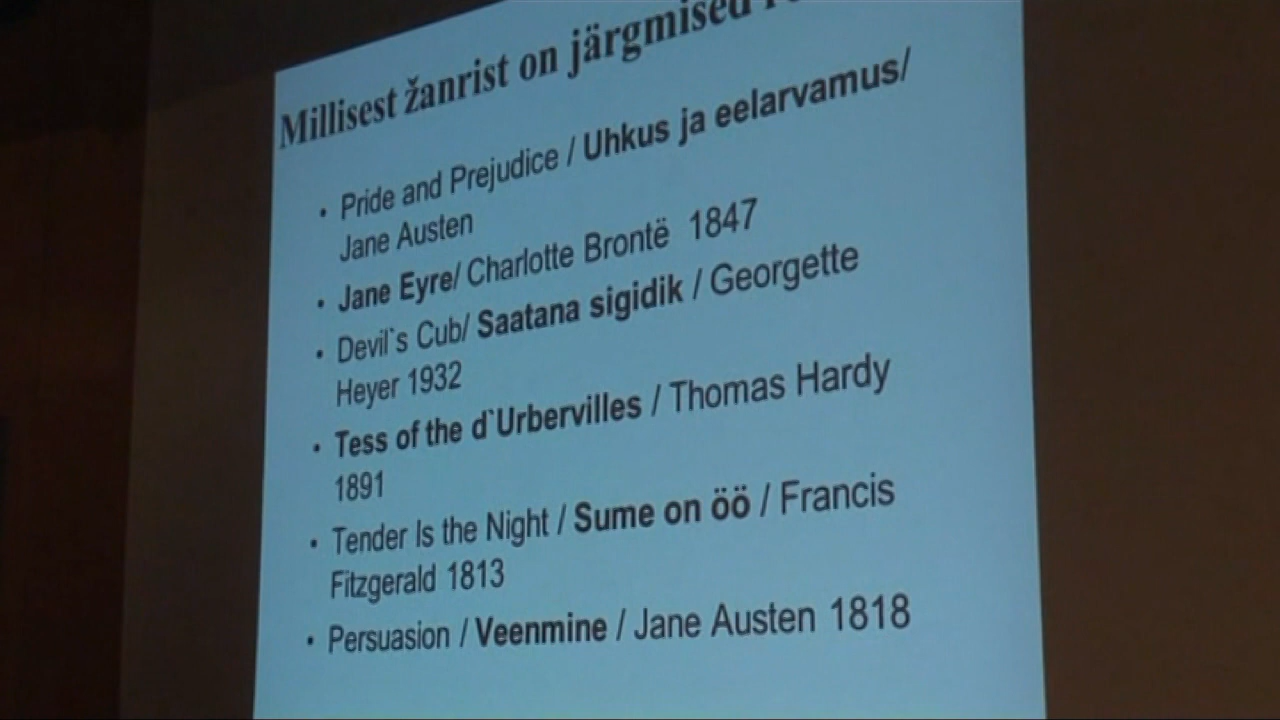 Millisest žanrist on järgmised
• Pride and Prejudice / Uhkus ja eelarvamus/
Jane Austen
• Jane Eyre/ Charlotte Brontë 1847
• Devil`s Cub/ Saatana sigidik / Georgette
Heyer 1932
• Tess of the d`Urbervilles / Thomas Hardy
1891
• Tender Is the Night / Sume on öö / Francis
Fitzgerald 1813
• Persuasion / Veenmine / Jane Austen 1818